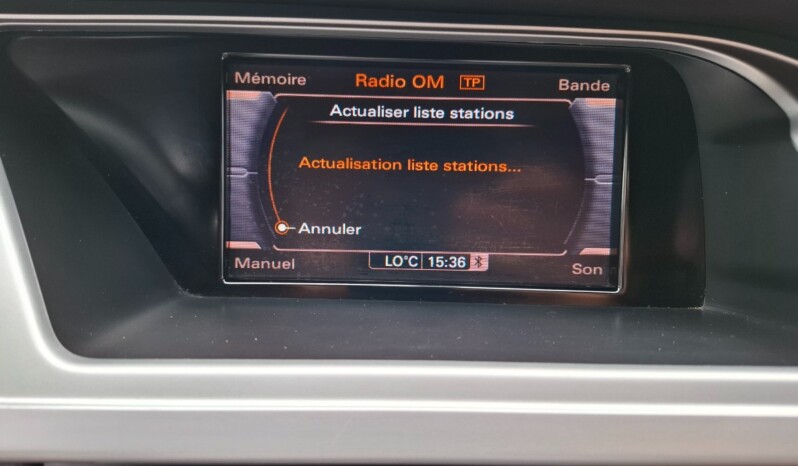 Mémoire Radio OM TP Bande
Actualiser liste stations
Actualisation liste stations...
Annuler
Manuel LO°C 15:36 Son